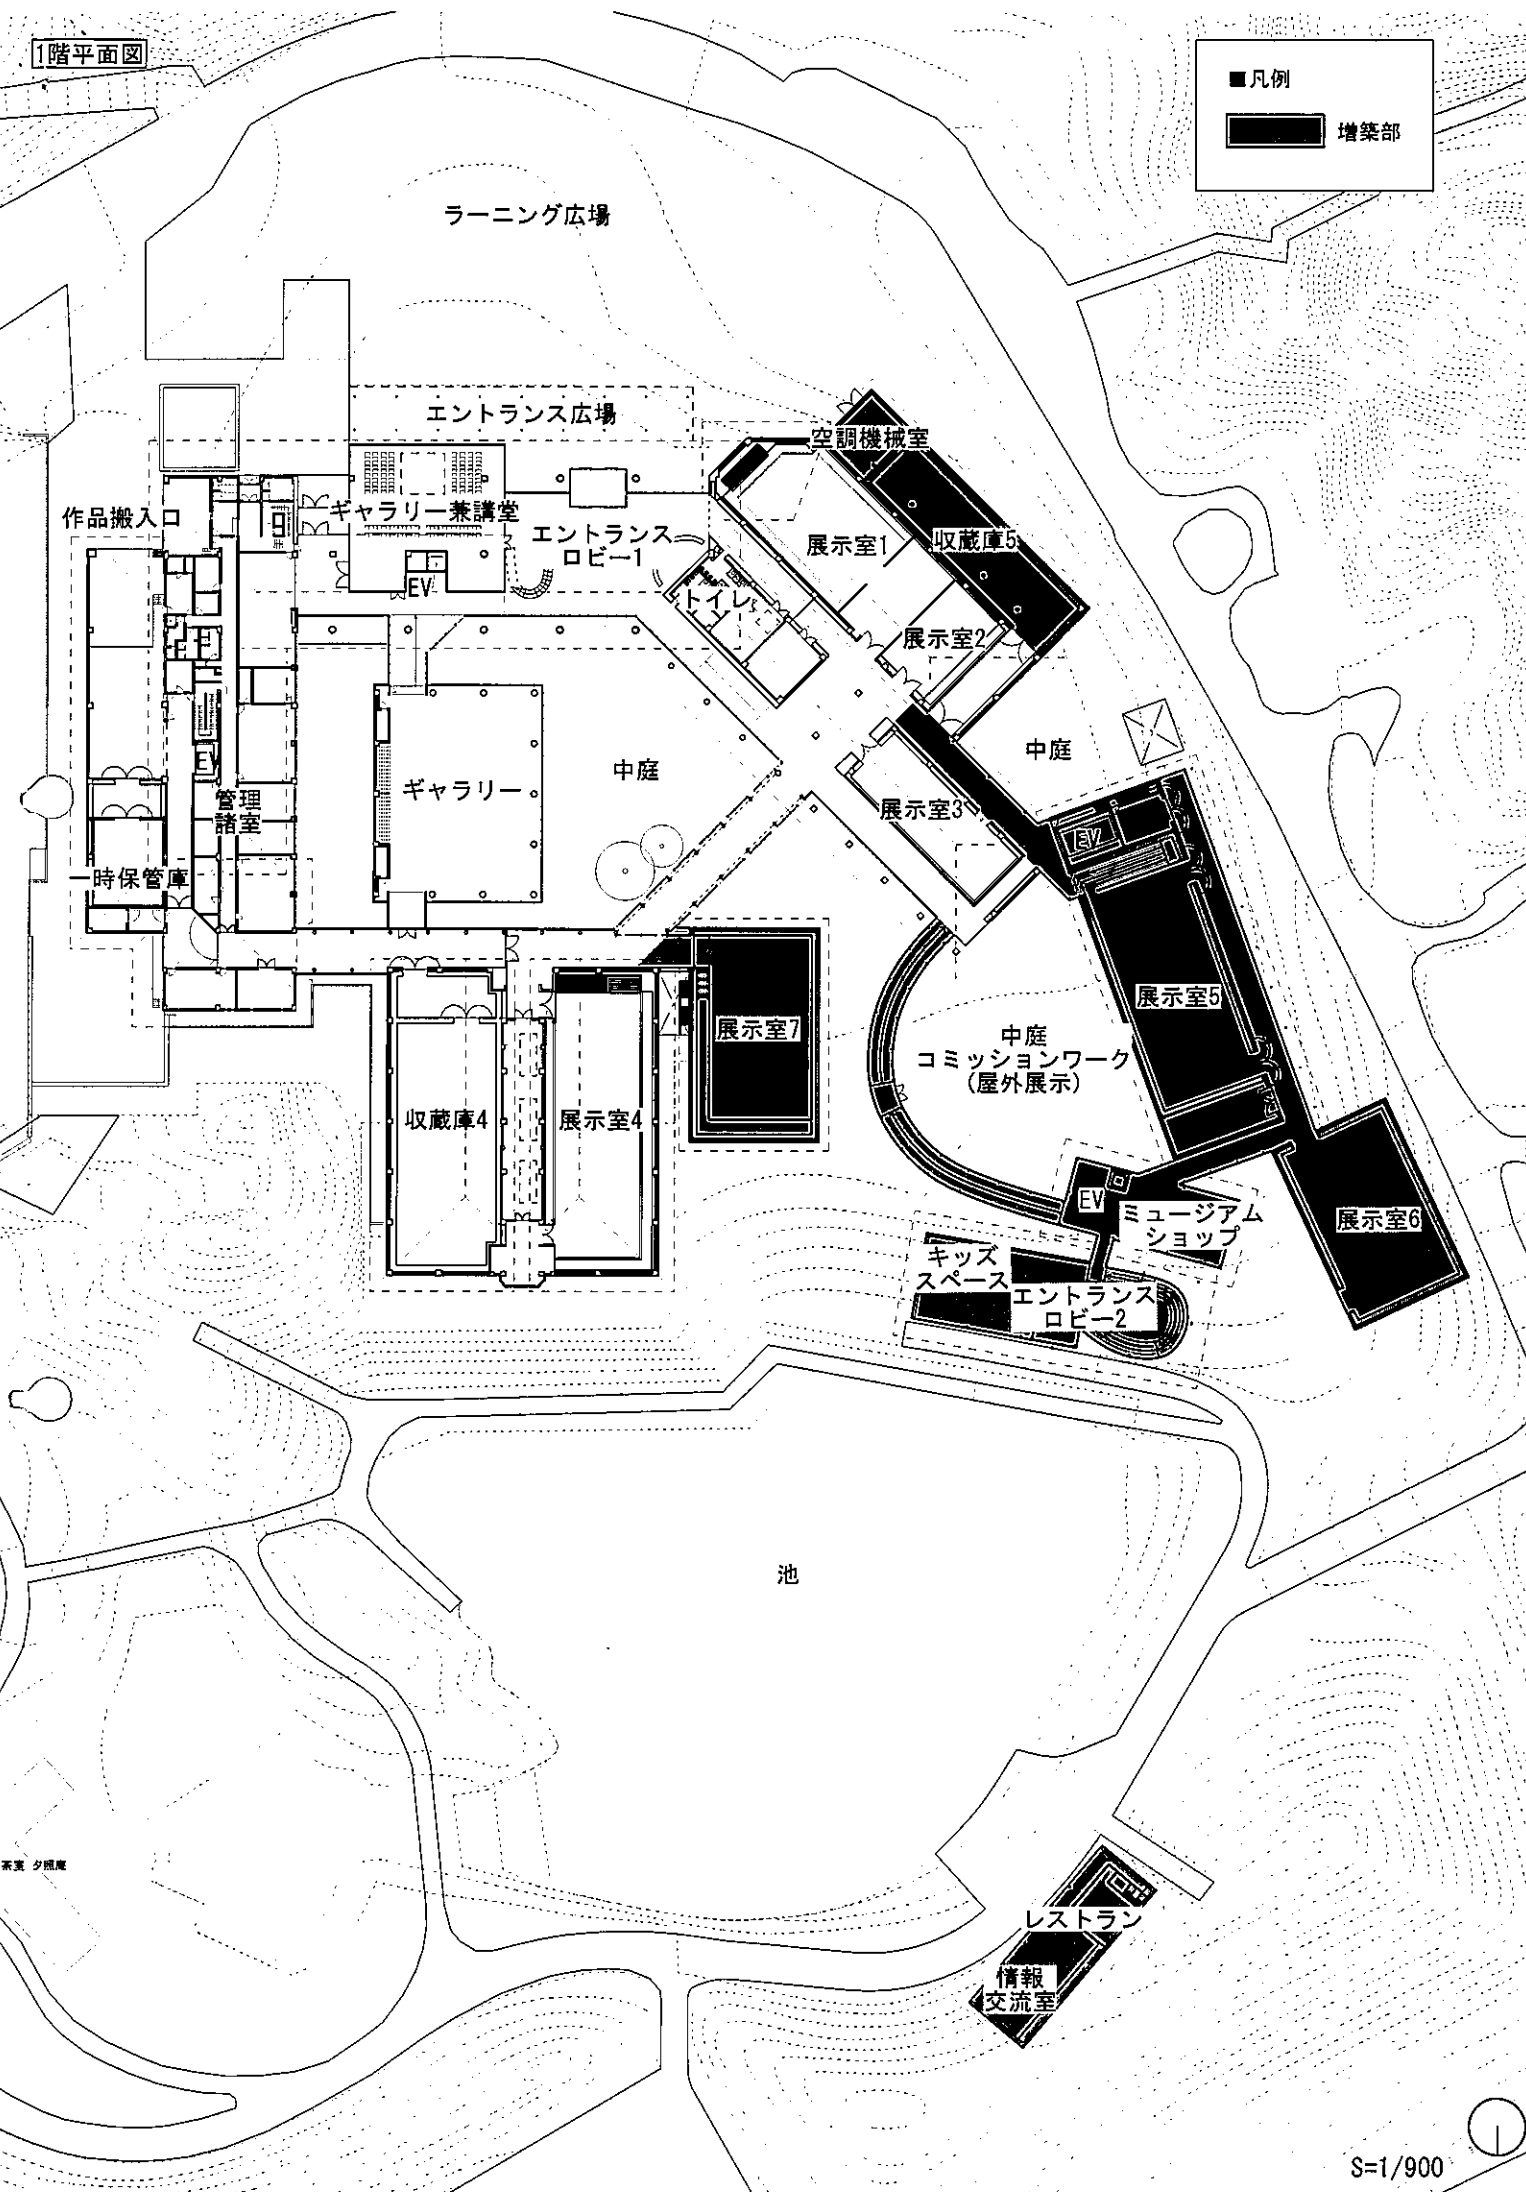 1階平面図
■凡例
増築部
ラーニング広場
エントランス広場
空調機械室
作品搬入口
ギャラリー兼講堂
エントランス
ロビー1
展示室1
収蔵庫5
EV
トイレ
展示室2
中庭
中庭
EV
ギャラリー
管理
諸室
展示室3
EV
一時保管庫
展示室5
展示室7
中庭
コミッションワーク
(屋外展示)
収蔵庫4
展示室4
EV
ミュージアム
ショップ
展示室6
キッズ
スペース
エントランス
ロビー2
池
茶室 夕照庵
レストラン
情報
交流室
S=1/900